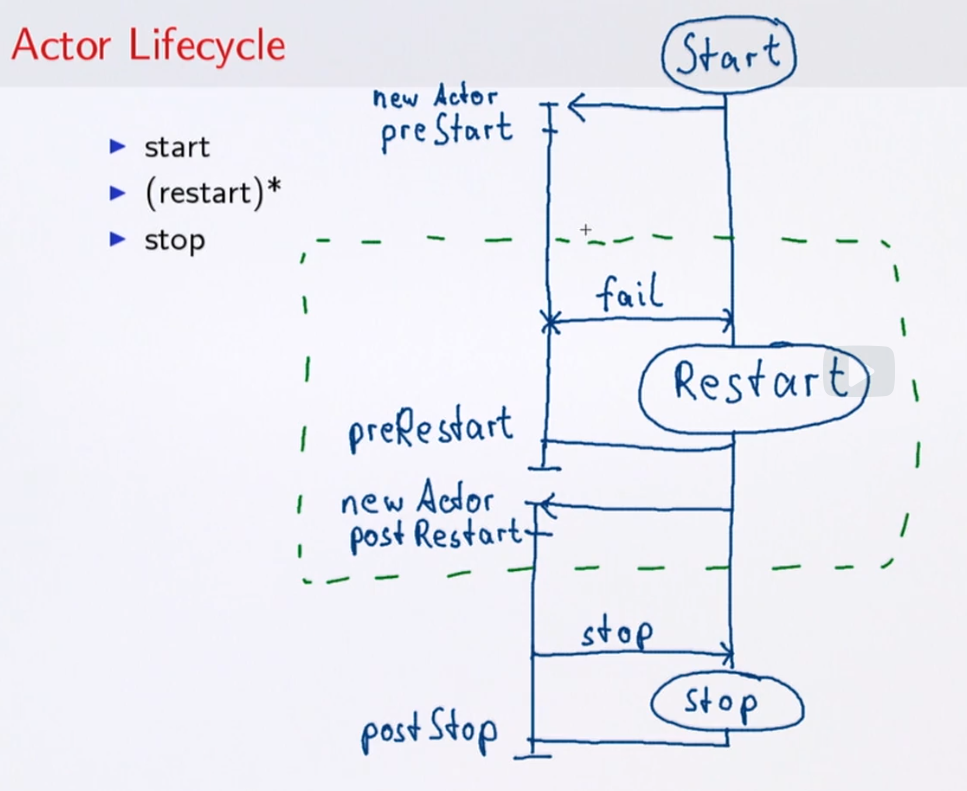 Actor Lifecycle
start
(restart)*
stop
Start
new Actor
preStart
fail
Restart
preRestart
new Actor
postRestart
stop
stop
postStop